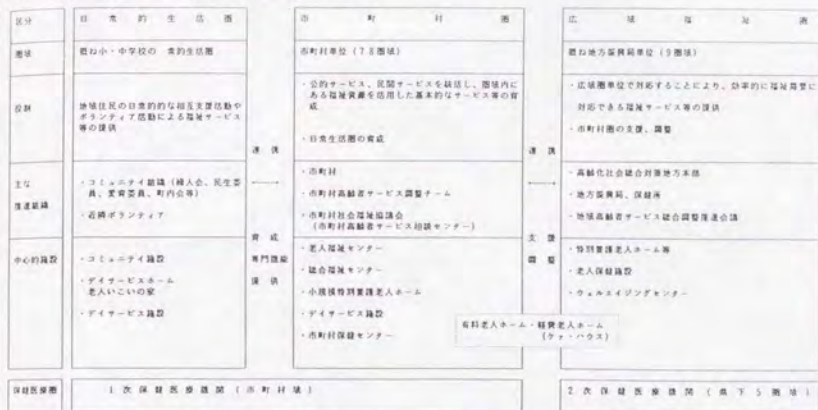 区分
日常的生活圏
市町村圏
広域福祉圏
圏域
概ね小・中学校の 常的生活圏
市町村単位(78圏域)
概ね地方振興局単位(9圏域)
役割
地域住民の日常的的な相互支援活動や
ボランティア活動による福祉サービス
等の提供
・公的サービス、民間サービスを統括し、圏域内に
ある福祉資源を活用した基本的なサービス等の育
成
・日常生活圏の育成
・広域圏単位で対応することにより、効率的に福祉需要に
対応できる福祉サービス等の提供
・市町村圏の支援、調整
連携
連携
主な
推進組織
・コミュニテイ組織(婦人会、民生委
員、愛育委員、町内会等)
・近隣ボランティア
・市町村
・市町村高齢者サービス調整チーム
・市町村社会福祉協議会
(市町村高齢者サービス相談センター)
・高齢化社会総合対策地方本部
・地方振興局、保健所
・地域高齢者サービス総合調整推進会議
育成
専門機能
提供
支援
調整
中心的施設
・コミュニテイ施設
・デイサービスホーム
老人いこいの家
・デイサービス施設
・老人福祉センター
・総合福祉センター
・小規模特別養護老人ホーム
・デイサービス施設
・市町村保健センター
・特別養護老人ホーム等
・老人保健施設
・ウェルエイジングセンター
有料老人ホーム・軽費老人ホーム
(ケァ・ハウス)
保健医療圏
1次保健医療機関(市町村域)
2次保健医療機関(県下5圏域)